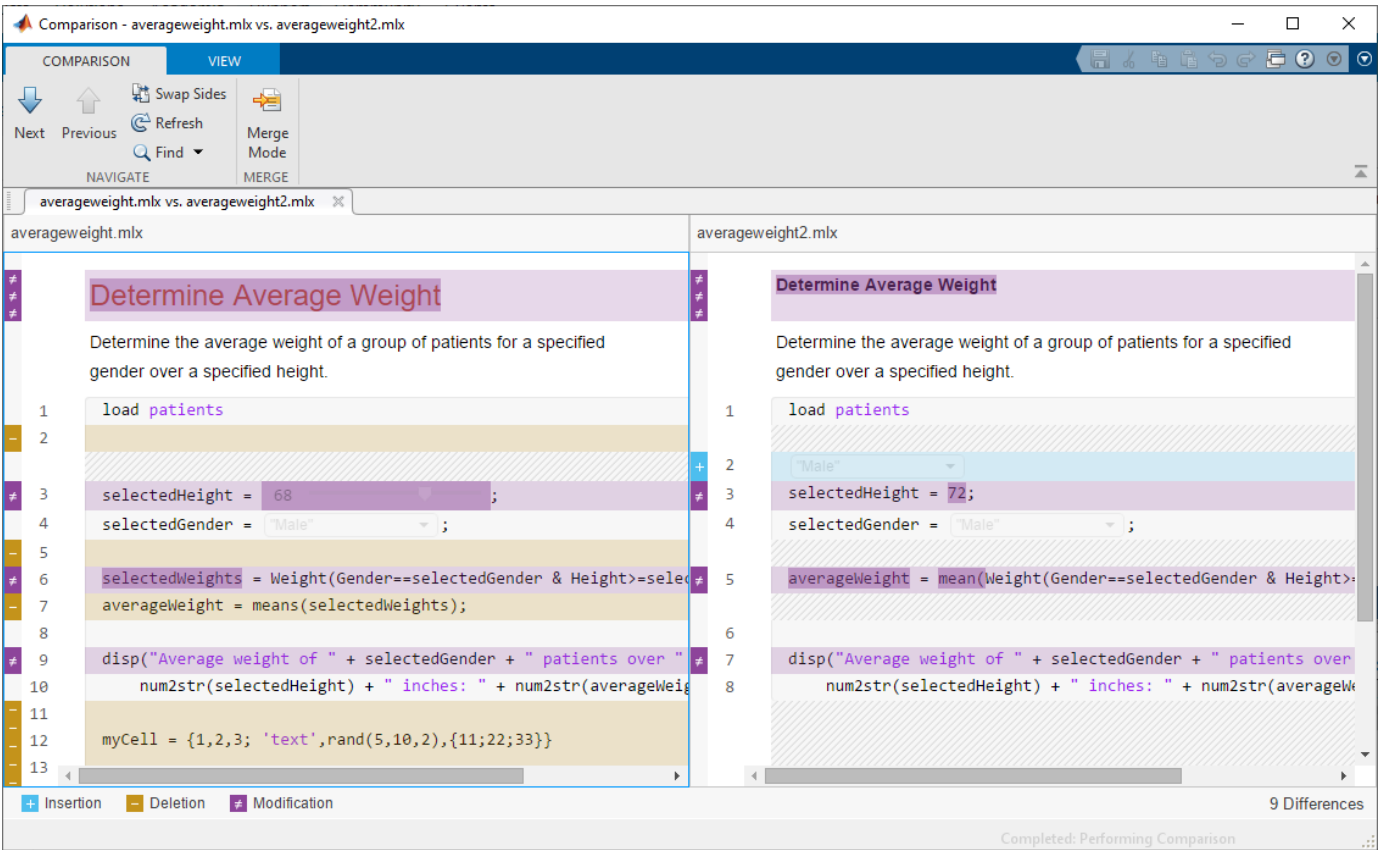 Comparison - averageweight.mlx vs. averageweight2.mlx
COMPARISON VIEW
Next Previous Swap Sides
Refresh
Find
Merge Mode
NAVIGATE MERGE
averageweight.mlx vs. averageweight2.mlx
averageweight.mlx
Determine Average Weight
Determine the average weight of a group of patients for a specified
gender over a specified height.
1 load patients
2
3 selectedHeight = 68 ;
4 selectedGender = "Male" ;
5
6 selectedWeights = Weight(Gender==selectedGender & Height>=selec
7 averageWeight = means(selectedWeights);
8
9 disp("Average weight of " + selectedGender + " patients over "
10 num2str(selectedHeight) + " inches: " + num2str(averageWeig
11
12 myCell = {1,2,3; 'text',rand(5,10,2),{11;22;33}}
13
averageweight2.mlx
Determine Average Weight
Determine the average weight of a group of patients for a specified
gender over a specified height.
1 load patients
2 "Male"
3 selectedHeight = 72;
4 selectedGender = "Male" ;
5 averageWeight = mean(Weight(Gender==selectedGender & Height>=
6
7 disp("Average weight of " + selectedGender + " patients over
8 num2str(selectedHeight) + " inches: " + num2str(averageWe
+ Insertion − Deletion ≠ Modification
9 Differences
Completed: Performing Comparison